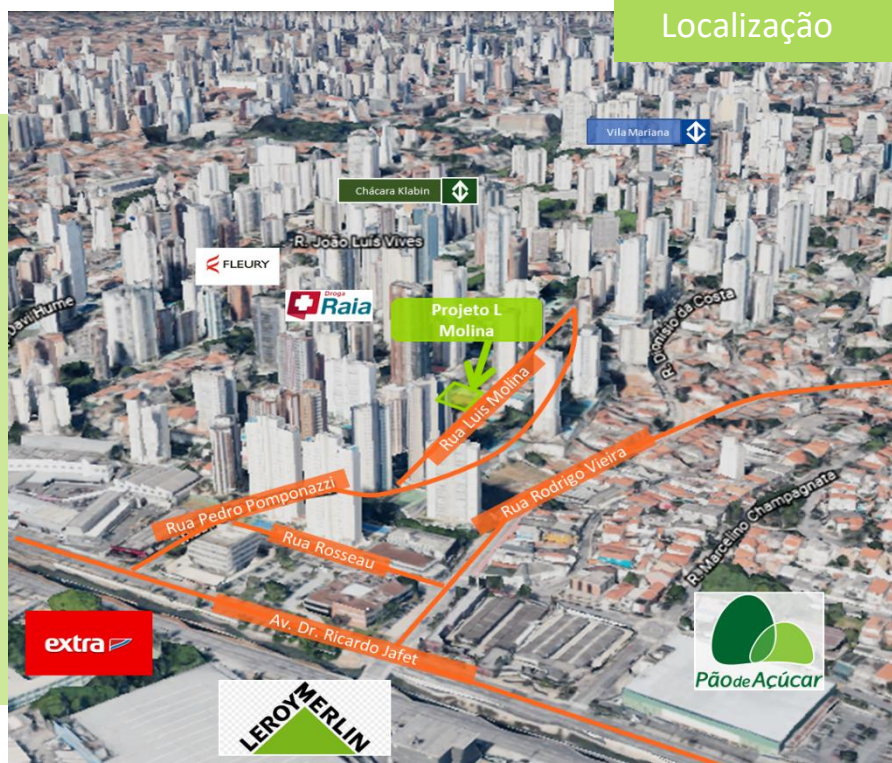 Localização
Vila Mariana
Chácara Klabin
R. João Luís Vives
FLEURY
Droga
Raia
Projeto L
Molina
Davi Hume
R. Dionísio da Costa
Rua Luis Molina
Rua Rodrigo Vieira
Rua Pedro Pomponazzi
Rua Rosseau
R. Marcelino Champagnata
Av. Dr. Ricardo Jafet
extra
Pão de Açúcar
LEROY MERLIN